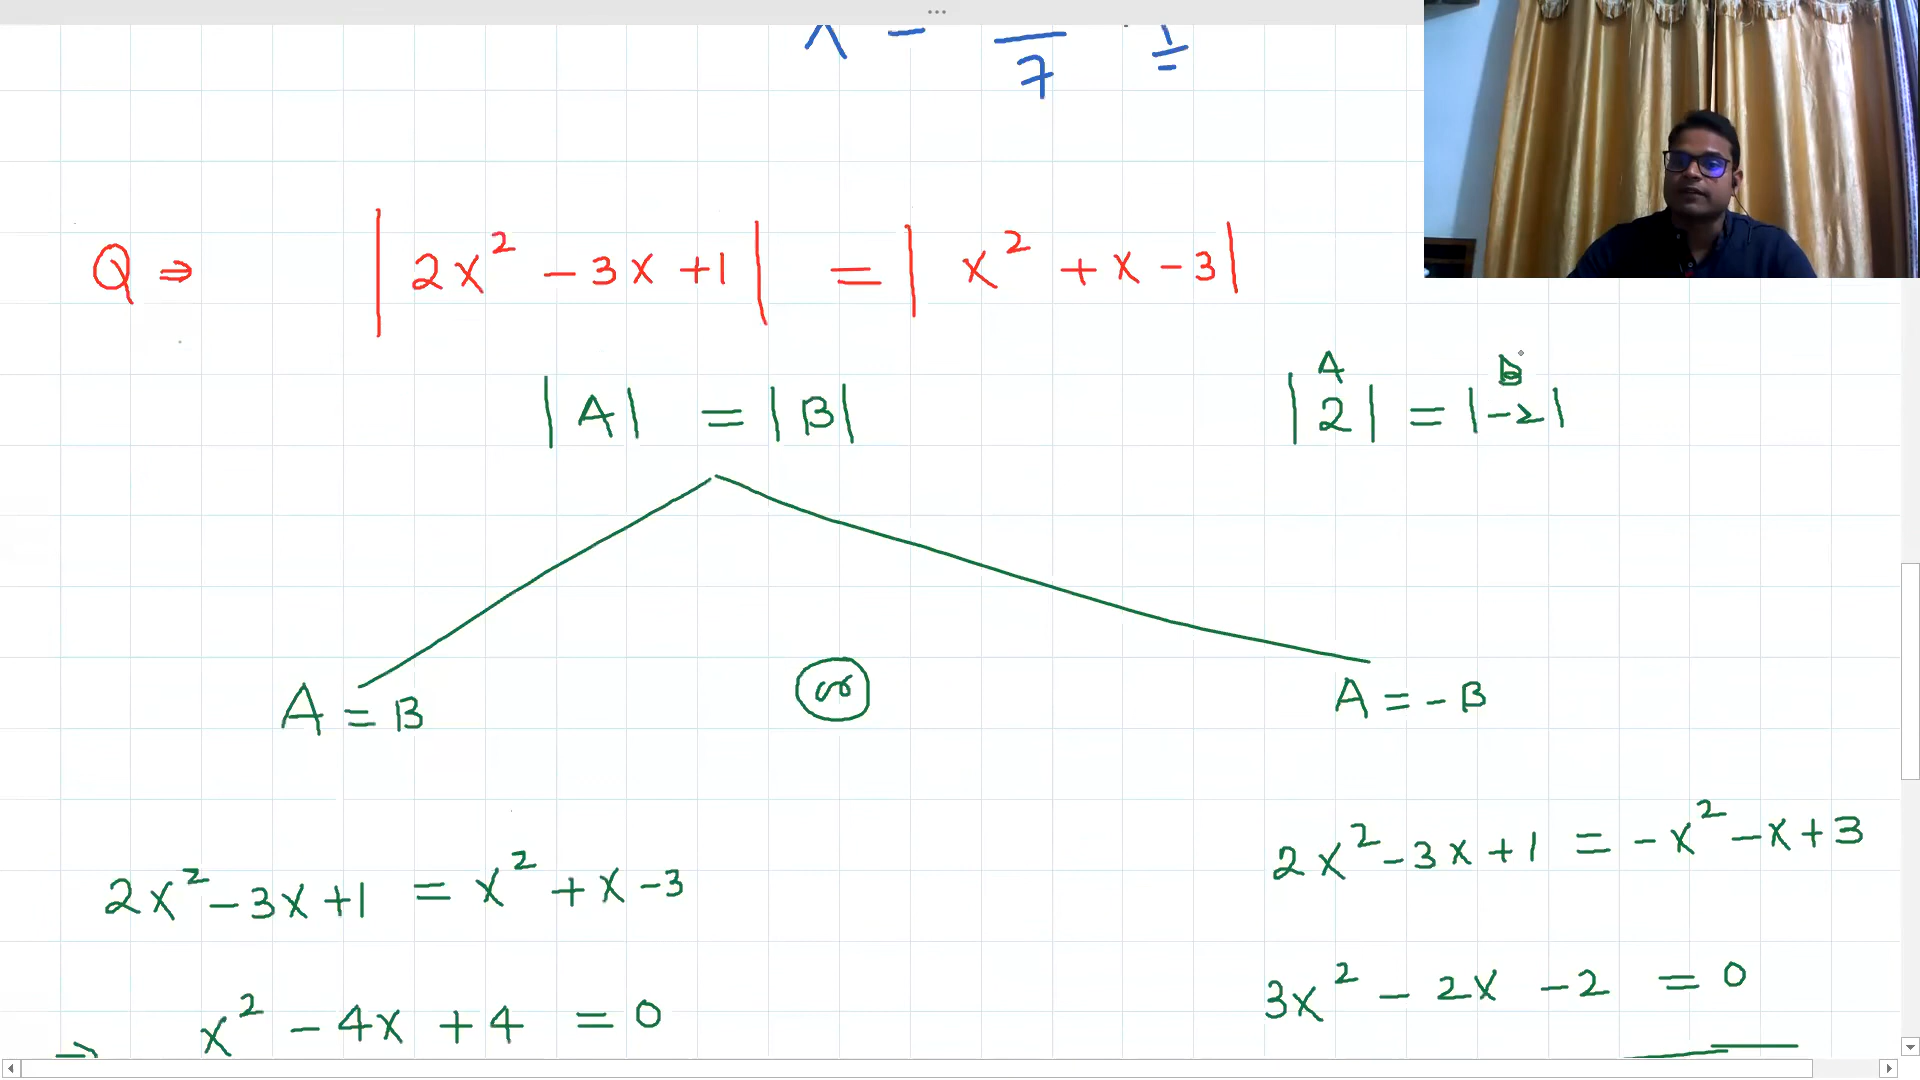 7
Q ⇒ |2x² - 3x + 1| = |x² + x - 3|
A B
|A| = |B| |2| = |-2|
A = B or A = -B
2x² - 3x + 1 = -x² - x + 3
2x² - 3x + 1 = x² + x - 3
3x² - 2x - 2 = 0
⇒ x² - 4x + 4 = 0